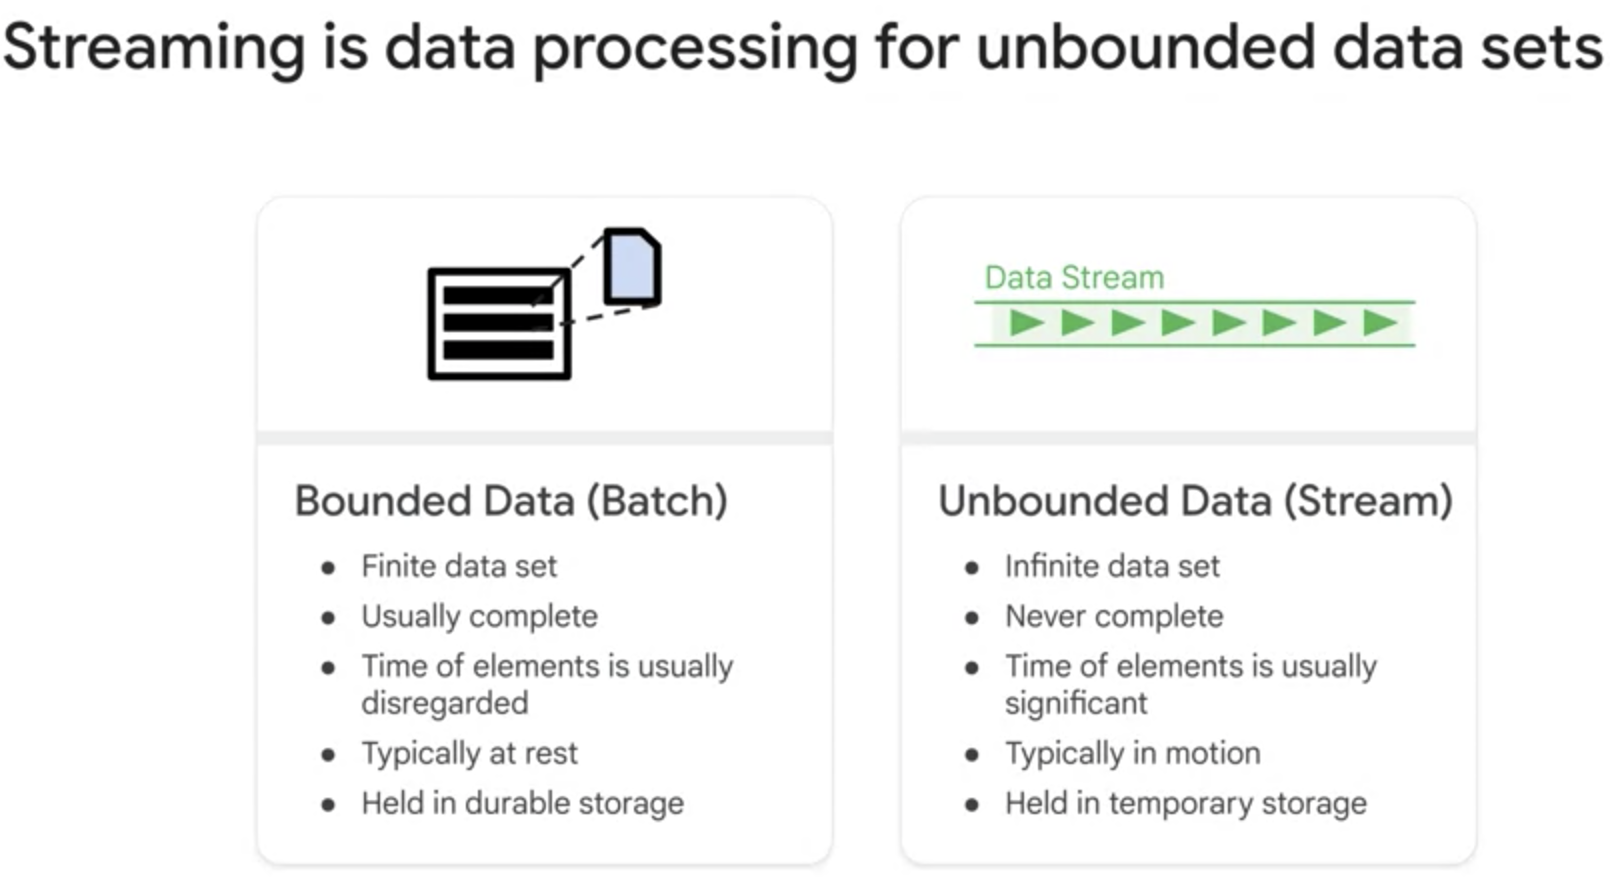 Streaming is data processing for unbounded data sets
Data Stream
Bounded Data (Batch)
● Finite data set
● Usually complete
● Time of elements is usually
disregarded
● Typically at rest
● Held in durable storage
Unbounded Data (Stream)
● Infinite data set
● Never complete
● Time of elements is usually
significant
● Typically in motion
● Held in temporary storage